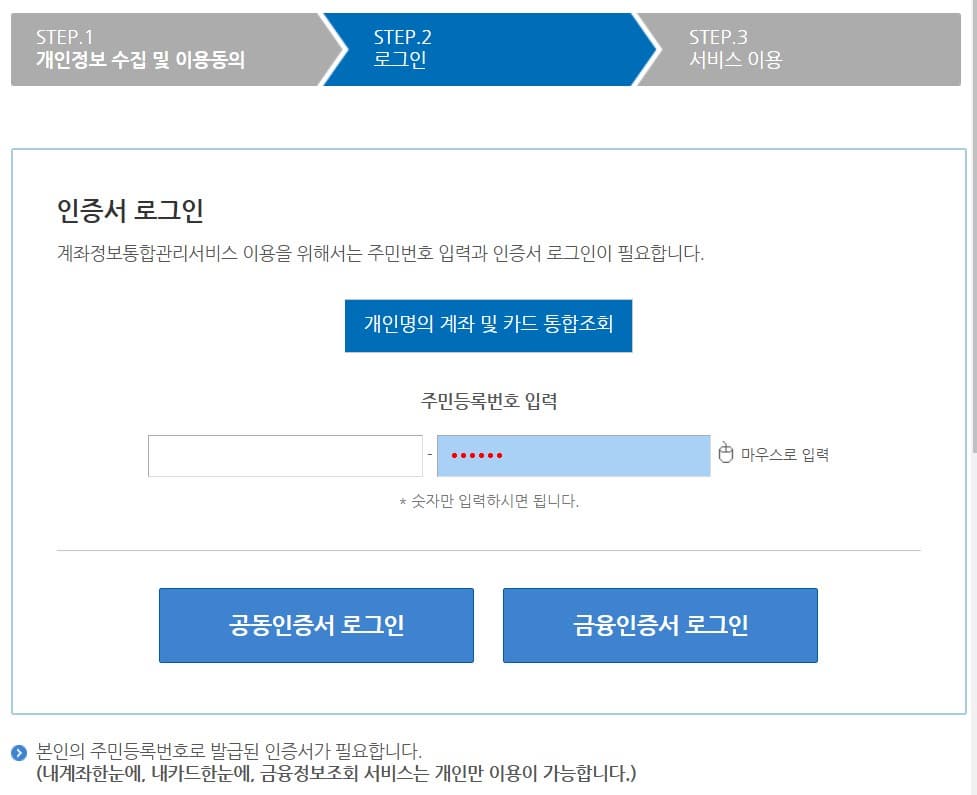 STEP.1
개인정보 수집 및 이용동의
STEP.2
로그인
STEP.3
서비스 이용
인증서 로그인
계좌정보통합관리서비스 이용을 위해서는 주민번호 입력과 인증서 로그인이 필요합니다.
개인명의 계좌 및 카드 통합조회
주민등록번호 입력
- •••••• 마우스로 입력
* 숫자만 입력하시면 됩니다.
공동인증서 로그인
금융인증서 로그인
본인의 주민등록번호로 발급된 인증서가 필요합니다.
(내계좌한눈에, 내카드한눈에, 금융정보조회 서비스는 개인만 이용이 가능합니다.)